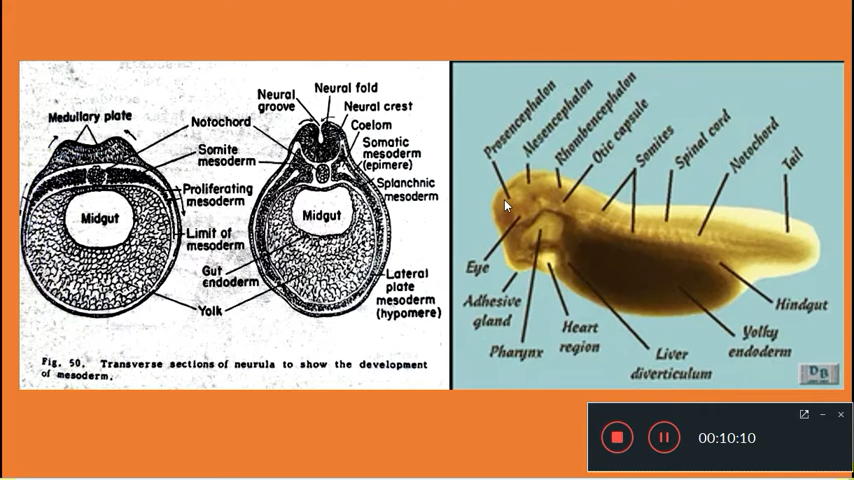 Medullary plate
Notochord
Somite
mesoderm
Proliferating
mesoderm
Limit of
mesoderm
Midgut
Gut
endoderm
Yolk
Neural
groove
Neural fold
Neural crest
Coelom
Somatic
mesoderm
(epimere)
Splanchnic
mesoderm
Midgut
Lateral
plate
mesoderm
(hypomere)
Fig. 50. Transverse sections of neurula to show the development
of mesoderm.
Prosencephalon
Mesencephalon
Rhombencephalon
Otic capsule
Somites
Spinal cord
Notochord
Tail
Eye
Adhesive
gland
Pharynx
Heart
region
Liver
diverticulum
Yolky
endoderm
Hindgut
DB
00:10:10